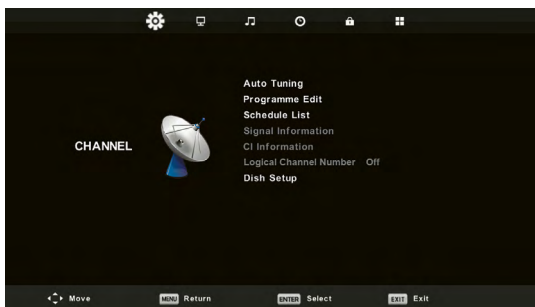 Auto Tuning
Programme Edit
Schedule List
Signal Information
CHANNEL
CI Information
Logical Channel Number Off
Dish Setup
Move MENU Return ENTER Select EXIT Exit